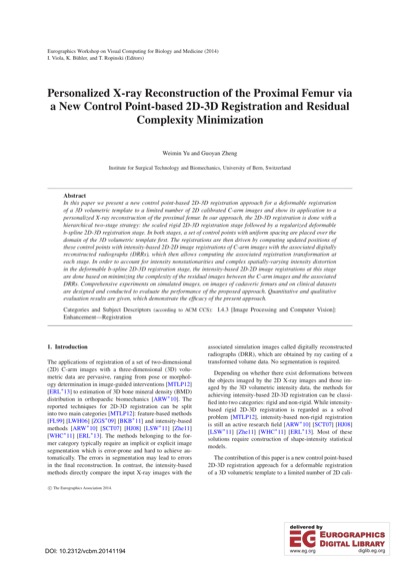 Eurographics Workshop on Visual Computing for Biology and Medicine (2014)
I. Viola, K. Bühler, and T. Ropinski (Editors)
Personalized X-ray Reconstruction of the Proximal Femur via
a New Control Point-based 2D-3D Registration and Residual
Complexity Minimization
Weimin Yu and Guoyan Zheng
Institute for Surgical Technology and Biomechanics, University of Bern, Switzerland
Abstract
In this paper we present a new control point-based 2D-3D registration approach for a deformable registration
of a 3D volumetric template to a limited number of 2D calibrated C-arm images and show its application to a
personalized X-ray reconstruction of the proximal femur. In our approach, the 2D-3D registration is done with a
hierarchical two-stage strategy: the scaled rigid 2D-3D registration stage followed by a regularized deformable
b-spline 2D-3D registration stage. In both stages, a set of control points with uniform spacing are placed over the
domain of the 3D volumetric template first. The registrations are then driven by computing updated positions of
these control points with intensity-based 2D-2D image registrations of C-arm images with the associated digitally
reconstructed radiographs (DRRs), which then allows computing the associated registration transformation at
each stage. In order to account for intensity nonstationarities and complex spatially-varying intensity distortion
in the deformable b-spline 2D-3D registration stage, the intensity-based 2D-2D image registrations at this stage
are done based on minimizing the complexity of the residual images between the C-arm images and the associated
DRRs. Comprehensive experiments on simulated images, on images of cadaveric femurs and on clinical datasets
are designed and conducted to evaluate the performance of the proposed approach. Quantitative and qualitative
evaluation results are given, which demonstrate the efficacy of the present approach.
Categories and Subject Descriptors (according to ACM CCS): I.4.3 [Image Processing and Computer Vision]:
Enhancement—Registration
1. Introduction
The applications of registration of a set of two-dimensional
(2D) C-arm images with a three-dimensional (3D) volu-
metric data are pervasive, ranging from pose or morphol-
ogy determination in image-guided interventions [MTLP12]
[ERL*13] to estimation of 3D bone mineral density (BMD)
distribution in orthopaedic biomechanics [ARW*10]. The
reported techniques for 2D-3D registration can be split
into two main categories [MTLP12]: feature-based methods
[FL99] [LWH06] [ZGS*09] [BKB*11] and intensity-based
methods [ARW*10] [SCT07] [HJ08] [LSW*11] [Zhe11]
[WHC*11] [ERL*13]. The methods belonging to the for-
mer category typically require an implicit or explicit image
segmentation which is error-prone and hard to achieve au-
tomatically. The errors in segmentation may lead to errors
in the final reconstruction. In contrast, the intensity-based
methods directly compare the input X-ray images with the
associated simulation images called digitally reconstructed
radiographs (DRR), which are obtained by ray casting of a
transformed volume data. No segmentation is required.
Depending on whether there exist deformations between
the objects imaged by the 2D X-ray images and those im-
aged by the 3D volumetric intensity data, the methods for
achieving intensity-based 2D-3D registration can be classi-
fied into two categories: rigid and non-rigid. While intensity-
based rigid 2D-3D registration is regarded as a solved
problem [MTLP12], intensity-based non-rigid registration
is still an active research field [ARW*10] [SCT07] [HJ08]
[LSW*11] [Zhe11] [WHC*11] [ERL*13]. Most of these
solutions require construction of shape-intensity statistical
models.
The contribution of this paper is a new control point-based
2D-3D registration approach for a deformable registration
of a 3D volumetric template to a limited number of 2D cali-
© The Eurographics Association 2014.
DOI: 10.2312/vcbm.20141194
delivered by
EG EUROGRAPHICS
DIGITAL LIBRARY
www.eg.org diglib.eg.org